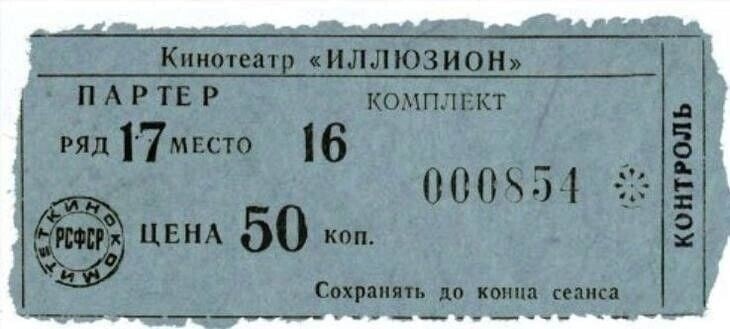 Кинотеатр «ИЛЛЮЗИОН»
ПАРТЕР КОМПЛЕКТ
РЯД 17 МЕСТО 16
000854
КИНОКОМИТЕТ
РСФСР
ЦЕНА 50 КОП.
Сохранять до конца сеанса
КОНТРОЛЬ